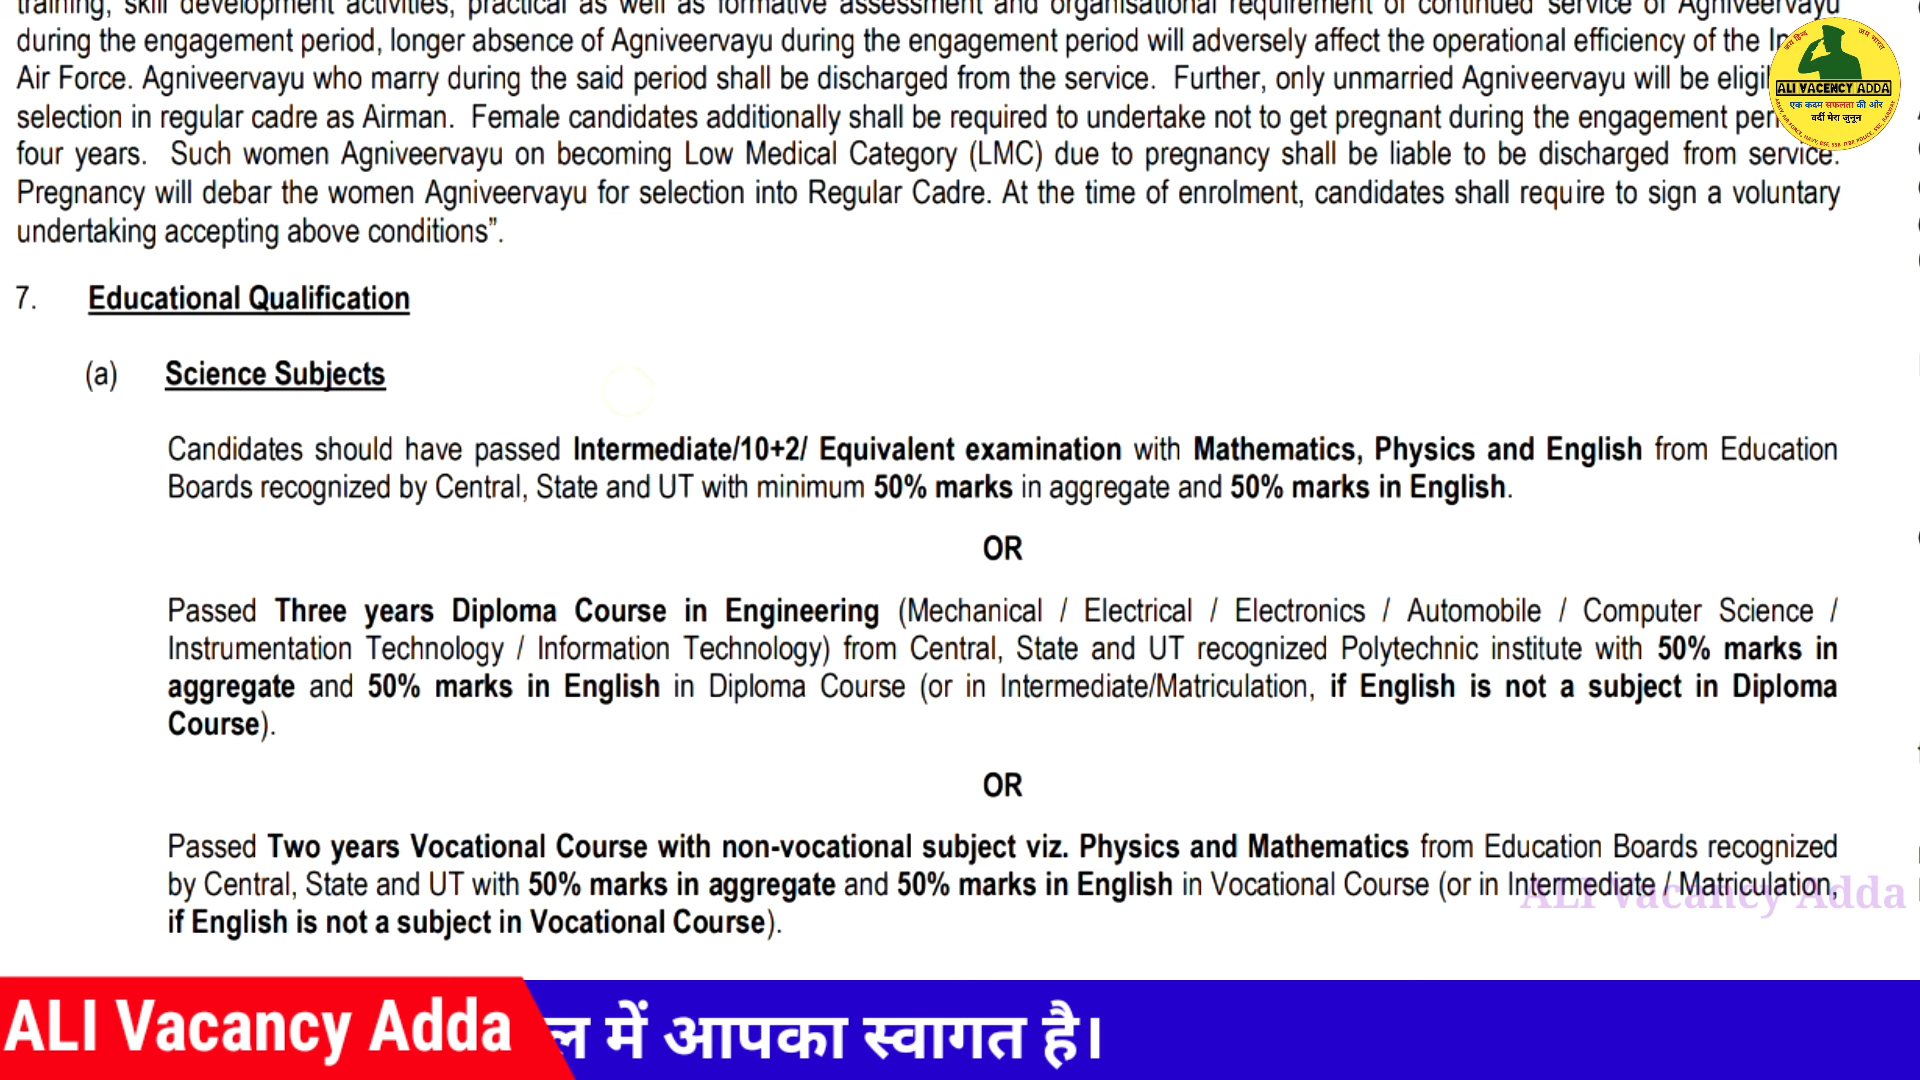 training, skill development activities, practical as well as formative assessment and organisational requirement of continued service of Agniveervayu
during the engagement period, longer absence of Agniveervayu during the engagement period will adversely affect the operational efficiency of the
Air Force. Agniveervayu who marry during the said period shall be discharged from the service. Further, only unmarried Agniveervayu will be
selection in regular cadre as Airman. Female candidates additionally shall be required to undertake not to get pregnant during the engagement
four years. Such women Agniveervayu on becoming Low Medical Category (LMC) due to pregnancy shall be liable to be discharged from service.
Pregnancy will debar the women Agniveervayu for selection into Regular Cadre. At the time of enrolment, candidates shall require to sign a voluntary
undertaking accepting above conditions”.
जय हिन्द जय भारत
ALI VACENCY ADDA
एक कदम सफलता की ओर
वर्दी मेरा जुनून
7. Educational Qualification
(a) Science Subjects
Candidates should have passed Intermediate/10+2/ Equivalent examination with Mathematics, Physics and English from Education
Boards recognized by Central, State and UT with minimum 50% marks in aggregate and 50% marks in English.
OR
Passed Three years Diploma Course in Engineering (Mechanical / Electrical / Electronics / Automobile / Computer Science /
Instrumentation Technology / Information Technology) from Central, State and UT recognized Polytechnic institute with 50% marks in
aggregate and 50% marks in English in Diploma Course (or in Intermediate/Matriculation, if English is not a subject in Diploma
Course).
OR
Passed Two years Vocational Course with non-vocational subject viz. Physics and Mathematics from Education Boards recognized
by Central, State and UT with 50% marks in aggregate and 50% marks in English in Vocational Course (or in Intermediate / Matriculation,
if English is not a subject in Vocational Course).
ALI Vacancy Adda
ALI Vacancy Adda
में आपका स्वागत है।